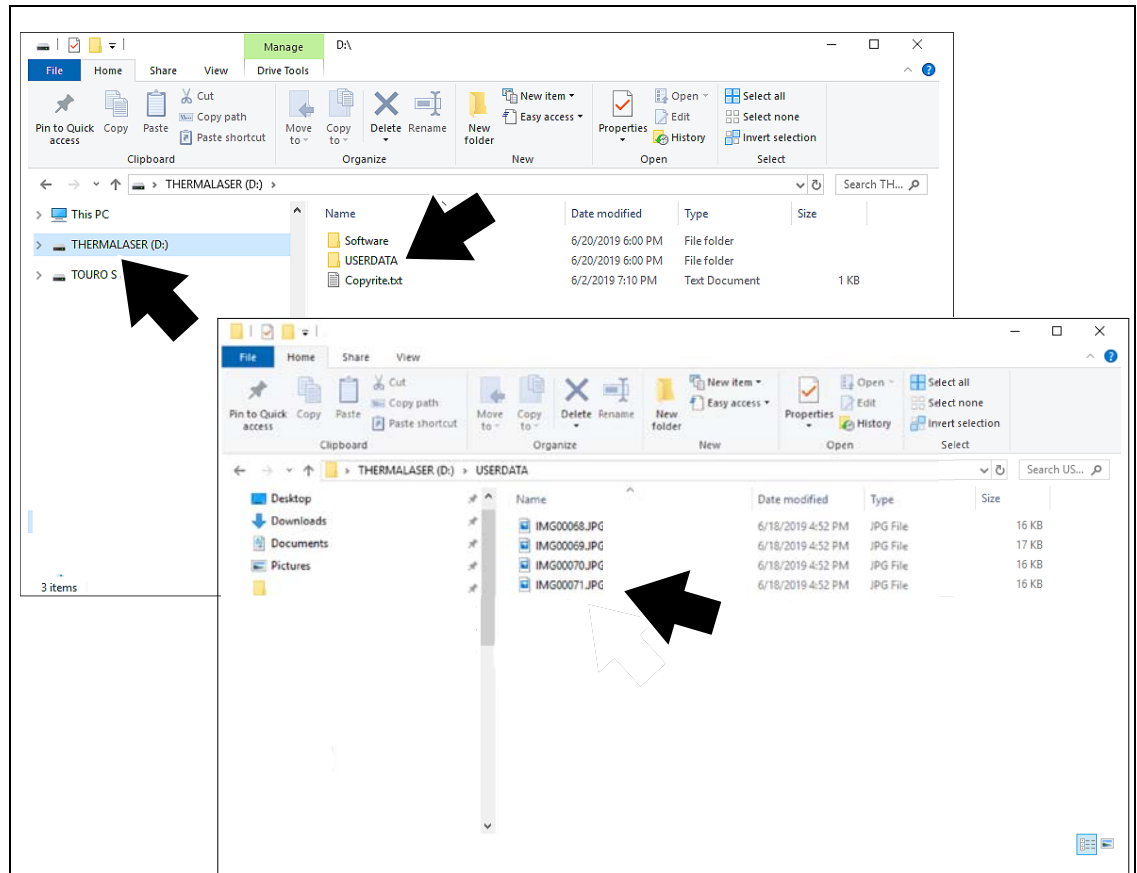 Manage D:\
File Home Share View Drive Tools
Pin to Quick access Copy Paste Cut Copy path Paste shortcut
Move to Copy to Delete Rename New folder New item Easy access
Properties Open Edit History Select all Select none Invert selection
Clipboard Organize New Open Select
THERMALASER (D:) Search TH...
This PC
THERMALASER (D:)
TOURO S
Name Date modified Type Size
Software 6/20/2019 6:00 PM File folder
USERDATA 6/20/2019 6:00 PM File folder
Copyrite.txt 6/2/2019 7:10 PM Text Document 1 KB
3 items
File Home Share View
Pin to Quick access Copy Paste Cut Copy path Paste shortcut
Move to Copy to Delete Rename New folder New item Easy access
Properties Open Edit History Select all Select none Invert selection
Clipboard Organize New Open Select
THERMALASER (D:) USERDATA Search US...
Desktop
Downloads
Documents
Pictures
Name Date modified Type Size
IMG00068.JPG 6/18/2019 4:52 PM JPG File 16 KB
IMG00069.JPG 6/18/2019 4:52 PM JPG File 17 KB
IMG00070.JPG 6/18/2019 4:52 PM JPG File 16 KB
IMG00071.JPG 6/18/2019 4:52 PM JPG File 16 KB